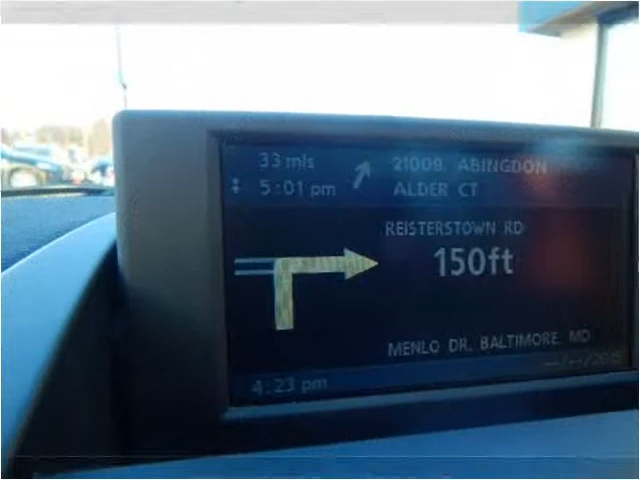 33 mls
21009, ABINGDON
5:01 pm
ALDER CT
REISTERSTOWN RD
150ft
MENLO DR, BALTIMORE, MD
4:23 pm